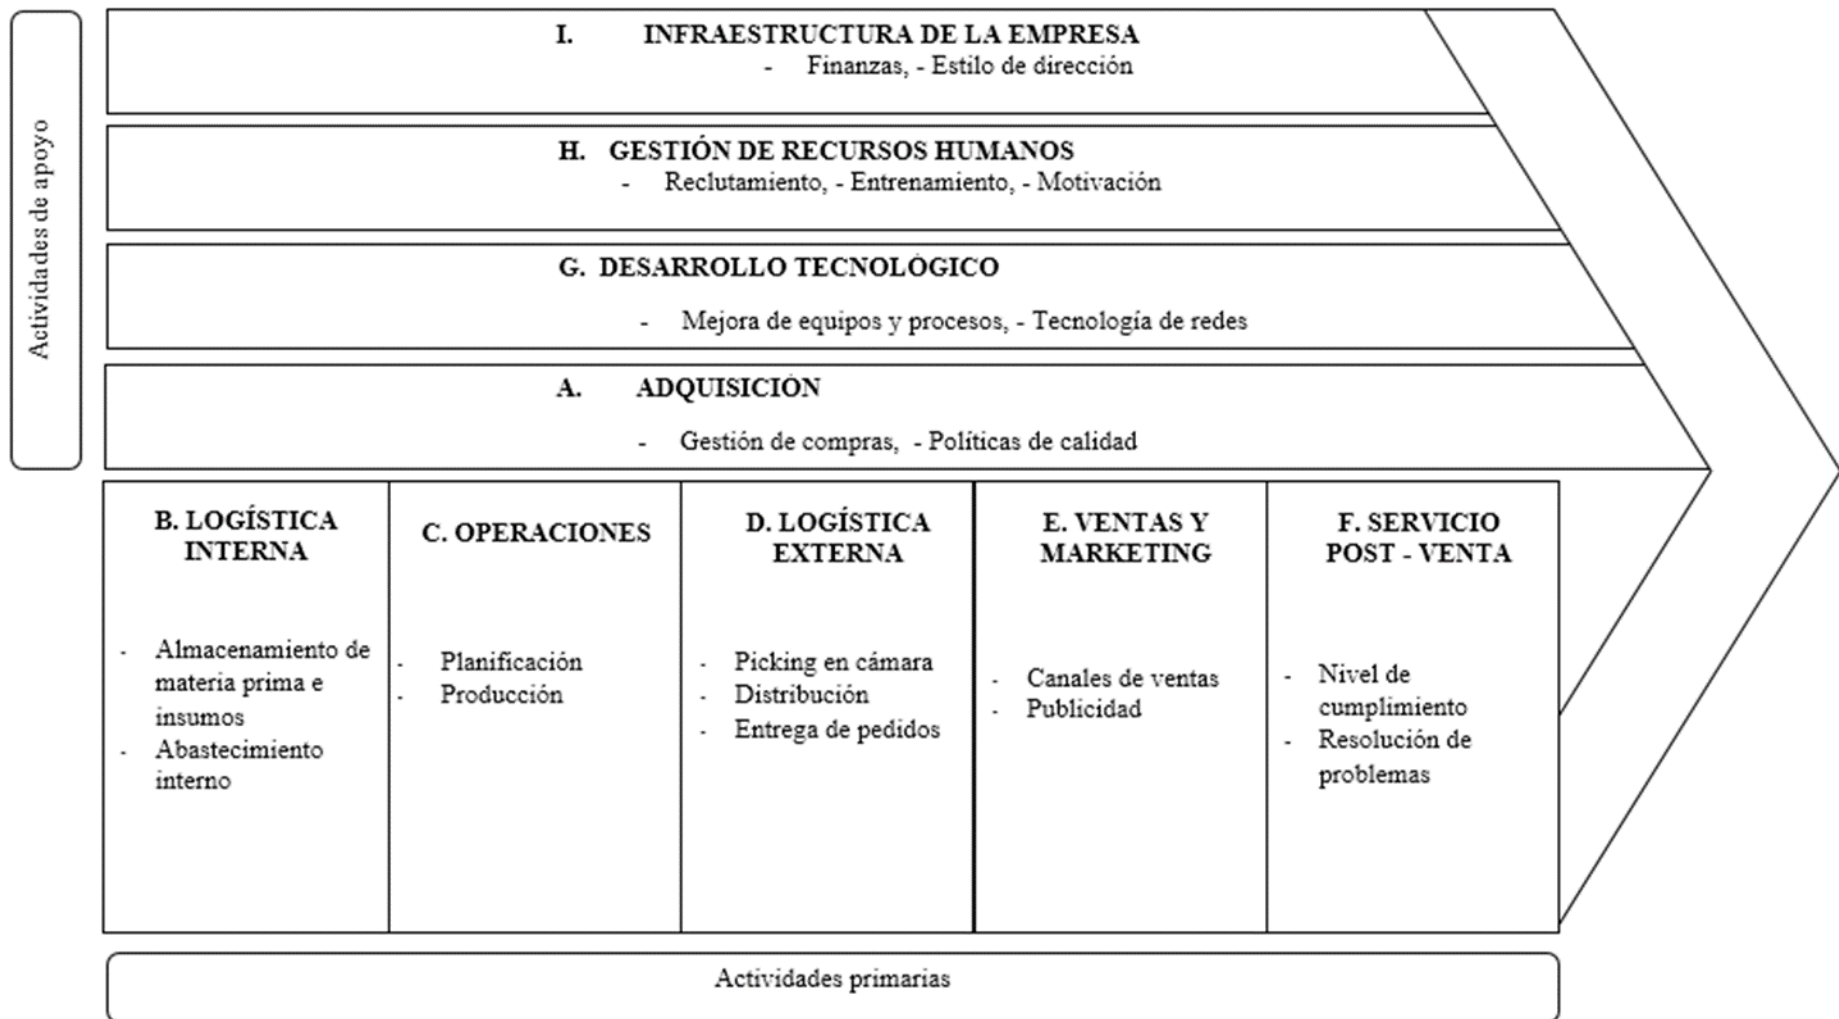 Actividades de apoyo
I. INFRAESTRUCTURA DE LA EMPRESA
- Finanzas, - Estilo de dirección
H. GESTIÓN DE RECURSOS HUMANOS
- Reclutamiento, - Entrenamiento, - Motivación
G. DESARROLLO TECNOLÓGICO
- Mejora de equipos y procesos, - Tecnología de redes
A. ADQUISICIÓN
- Gestión de compras, - Políticas de calidad
B. LOGÍSTICA
INTERNA
- Almacenamiento de
materia prima e
insumos
- Abastecimiento
interno
C. OPERACIONES
- Planificación
- Producción
D. LOGÍSTICA
EXTERNA
- Picking en cámara
- Distribución
- Entrega de pedidos
E. VENTAS Y
MARKETING
- Canales de ventas
- Publicidad
F. SERVICIO
POST - VENTA
- Nivel de
cumplimiento
- Resolución de
problemas
Actividades primarias